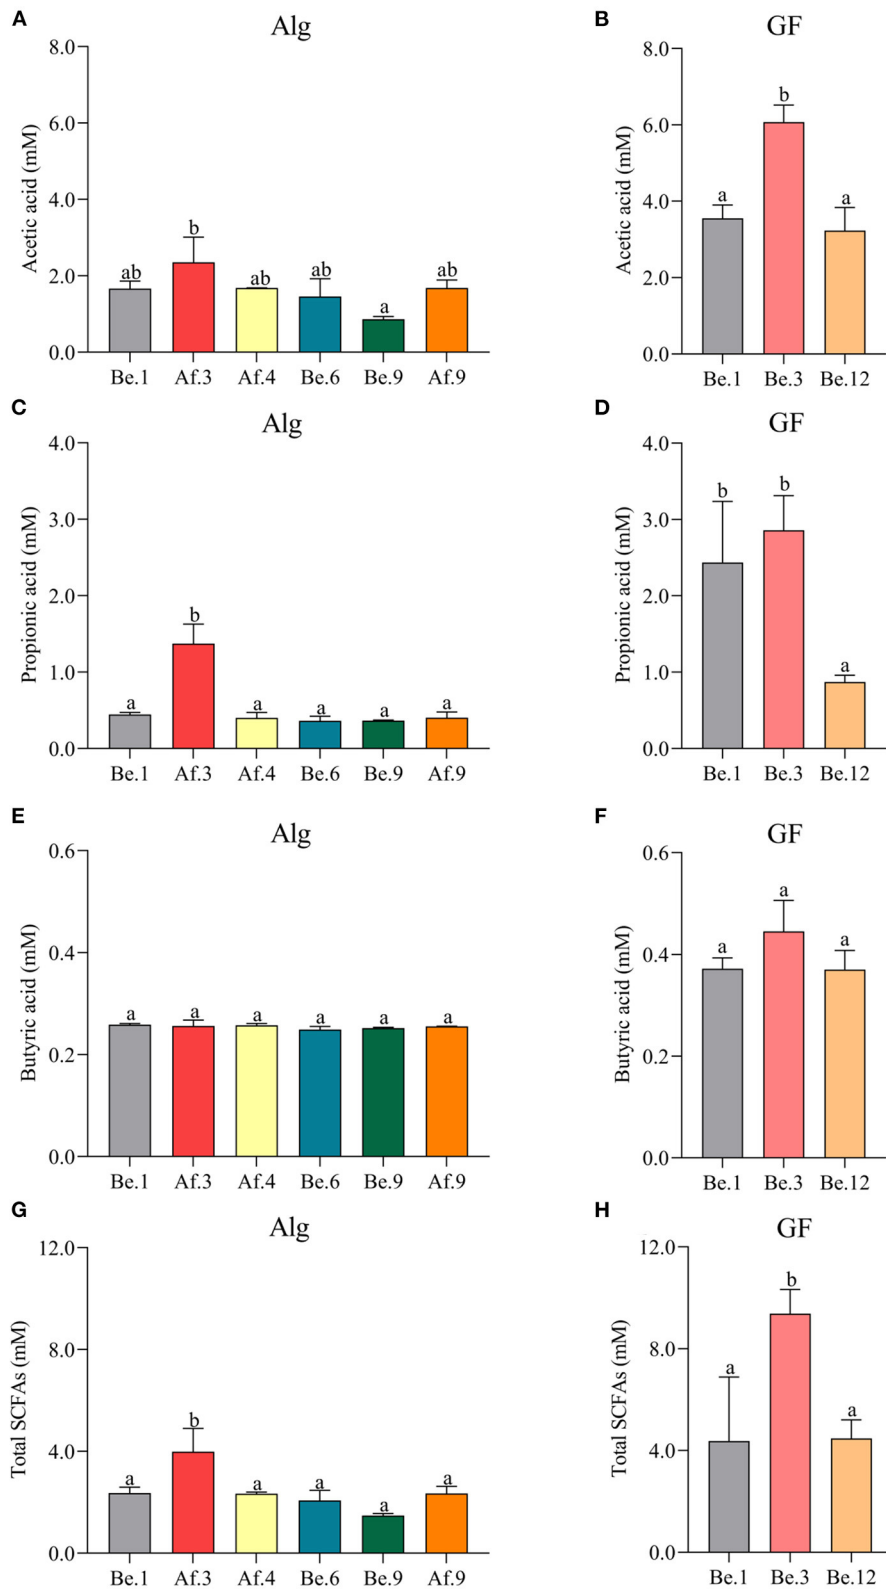 A
Alg
Acetic acid (mM)
8.0
6.0
4.0
2.0
0.0
ab
b
ab
ab
a
ab
Be.1 Af.3 Af.4 Be.6 Be.9 Af.9
B
GF
Acetic acid (mM)
8.0
6.0
4.0
2.0
0.0
a
b
a
Be.1 Be.3 Be.12
C
Alg
Propionic acid (mM)
4.0
3.0
2.0
1.0
0.0
a
b
a
a
a
a
Be.1 Af.3 Af.4 Be.6 Be.9 Af.9
D
GF
Propionic acid (mM)
4.0
3.0
2.0
1.0
0.0
b
b
a
Be.1 Be.3 Be.12
E
Alg
Butyric acid (mM)
0.6
0.4
0.2
0.0
a
a
a
a
a
a
Be.1 Af.3 Af.4 Be.6 Be.9 Af.9
F
GF
Butyric acid (mM)
0.6
0.4
0.2
0.0
a
a
a
Be.1 Be.3 Be.12
G
Alg
Total SCFAs (mM)
12.0
8.0
4.0
0.0
a
b
a
a
a
a
Be.1 Af.3 Af.4 Be.6 Be.9 Af.9
H
GF
Total SCFAs (mM)
12.0
8.0
4.0
0.0
a
b
a
Be.1 Be.3 Be.12